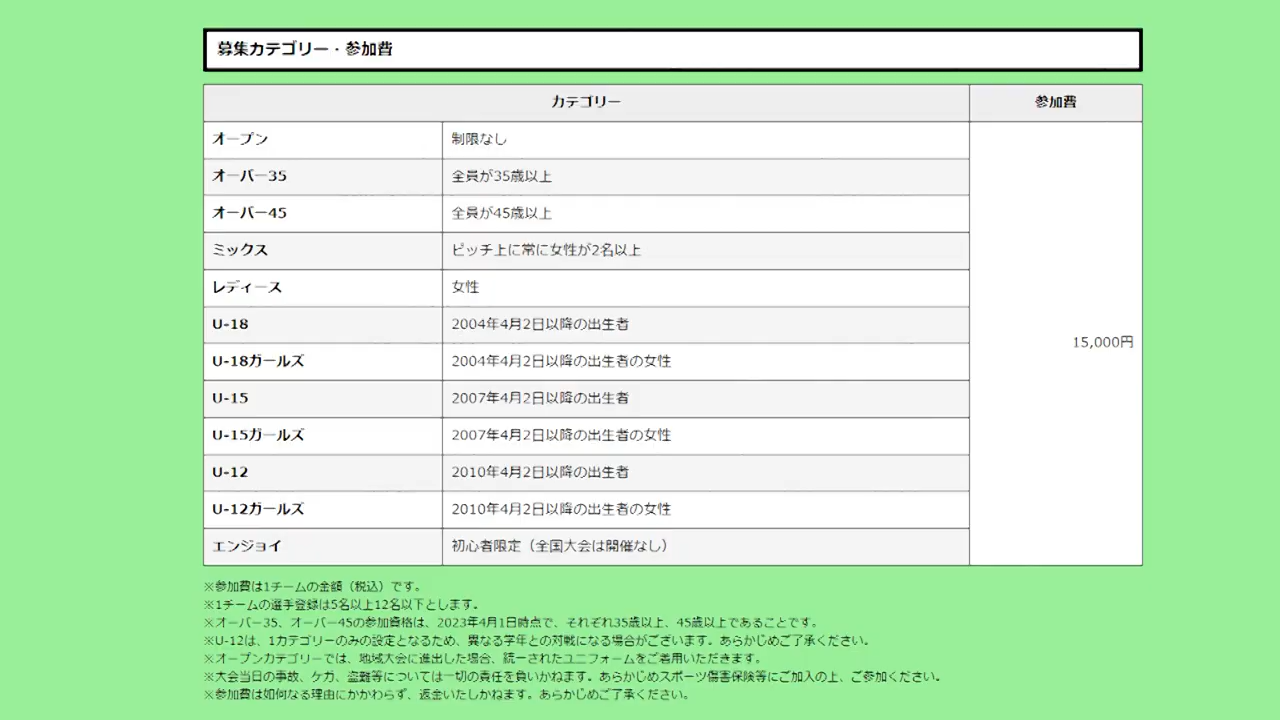 募集カテゴリー・参加費
カテゴリー 参加費
オープン 制限なし
オーバー35 全員が35歳以上
オーバー45 全員が45歳以上
ミックス ピッチ上に常に女性が2名以上
レディース 女性
U-18 2004年4月2日以降の出生者
15,000円
U-18ガールズ 2004年4月2日以降の出生者の女性
U-15 2007年4月2日以降の出生者
U-15ガールズ 2007年4月2日以降の出生者の女性
U-12 2010年4月2日以降の出生者
U-12ガールズ 2010年4月2日以降の出生者の女性
エンジョイ 初心者限定（全国大会は開催なし）
※参加費は1チームの金額（税込）です。
※1チームの選手登録は5名以上12名以下とします。
※オーバー35、オーバー45の参加資格は、2023年4月1日時点で、それぞれ35歳以上、45歳以上であることです。
※U-12は、1カテゴリーのみの設定となるため、異なる学年との対戦になる場合がございます。あらかじめご了承ください。
※オープンカテゴリーでは、地域大会に進出した場合、統一されたユニフォームをご着用いただきます。
※大会当日の事故、ケガ、盗難等については一切の責任を負いかねます。あらかじめスポーツ傷害保険等にご加入の上、ご参加ください。
※参加費は如何なる理由にかかわらず、返金いたしかねます。あらかじめご了承ください。